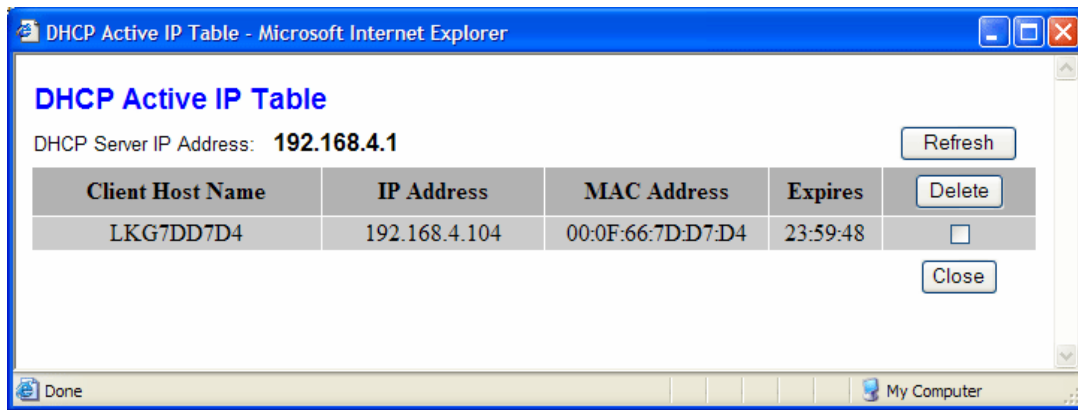 DHCP Active IP Table - Microsoft Internet Explorer
DHCP Active IP Table
DHCP Server IP Address: 192.168.4.1 Refresh
Client Host Name IP Address MAC Address Expires Delete
LKG7DD7D4 192.168.4.104 00:0F:66:7D:D7:D4 23:59:48
Close
Done My Computer